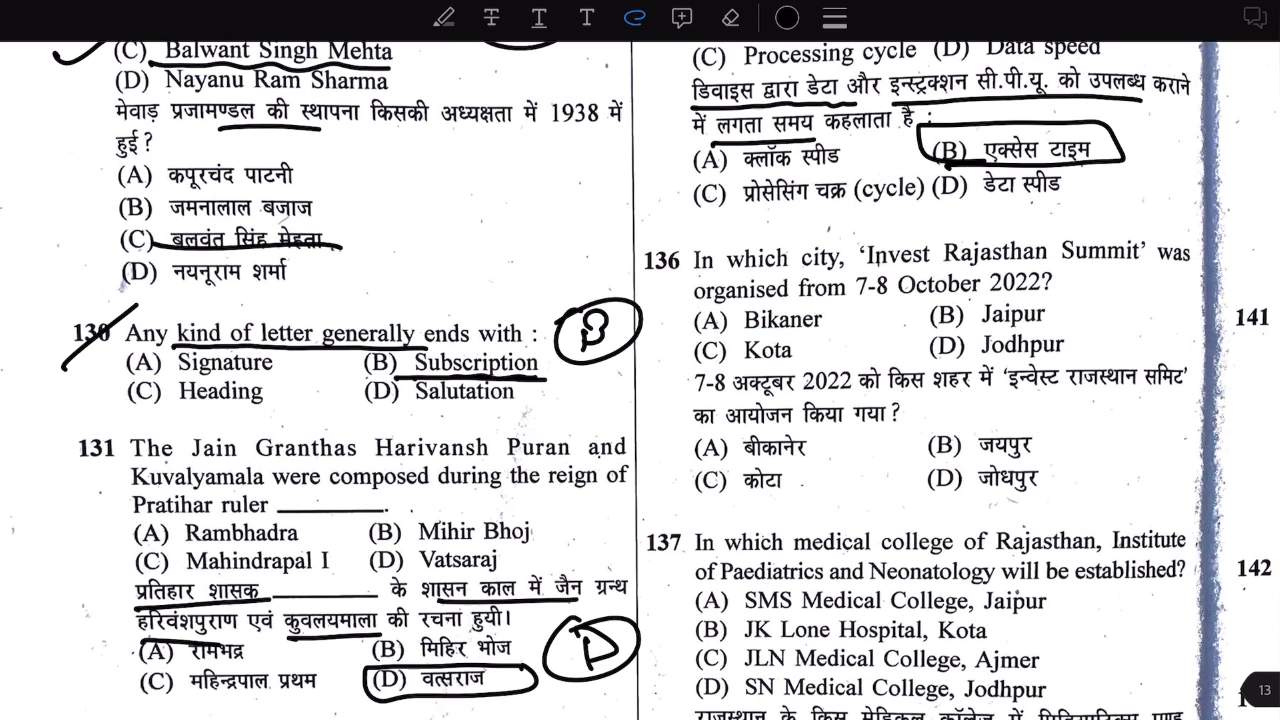 (C) Balwant Singh Mehta
(D) Nayanu Ram Sharma
मेवाड़ प्रजामण्डल की स्थापना किसकी अध्यक्षता में 1938 में
हुई?
(A) कपूरचंद पाटनी
(B) जमनालाल बजाज
(C) बलवंत सिंह मेहता
(D) नयनूराम शर्मा
130 Any kind of letter generally ends with :
(A) Signature (B) Subscription
(C) Heading (D) Salutation
B
131 The Jain Granthas Harivansh Puran and
Kuvalyamala were composed during the reign of
Pratihar ruler ________.
(A) Rambhadra (B) Mihir Bhoj
(C) Mahindrapal I (D) Vatsaraj
प्रतिहार शासक ________ के शासन काल में जैन ग्रन्थ
हरिवंशपुराण एवं कुवलयमाला की रचना हुयी।
(A) रामभद्र (B) मिहिर भोज
(C) महिन्द्रपाल प्रथम (D) वत्सराज
D
(C) Processing cycle (D) Data speed
डिवाइस द्वारा डेटा और इन्स्ट्रक्शन सी.पी.यू. को उपलब्ध कराने
में लगता समय कहलाता है :
(A) क्लॉक स्पीड (B) एक्सेस टाइम
(C) प्रोसेसिंग चक्र (cycle) (D) डेटा स्पीड
136 In which city, ‘Invest Rajasthan Summit’ was
organised from 7-8 October 2022?
(A) Bikaner (B) Jaipur
(C) Kota (D) Jodhpur
7-8 अक्टूबर 2022 को किस शहर में ‘इन्वेस्ट राजस्थान समिट’
का आयोजन किया गया?
(A) बीकानेर (B) जयपुर
(C) कोटा (D) जोधपुर
137 In which medical college of Rajasthan, Institute
of Paediatrics and Neonatology will be established?
(A) SMS Medical College, Jaipur
(B) JK Lone Hospital, Kota
(C) JLN Medical College, Ajmer
(D) SN Medical College, Jodhpur
राजस्थान के किस मेडिकल कॉलेज में
141
142
13